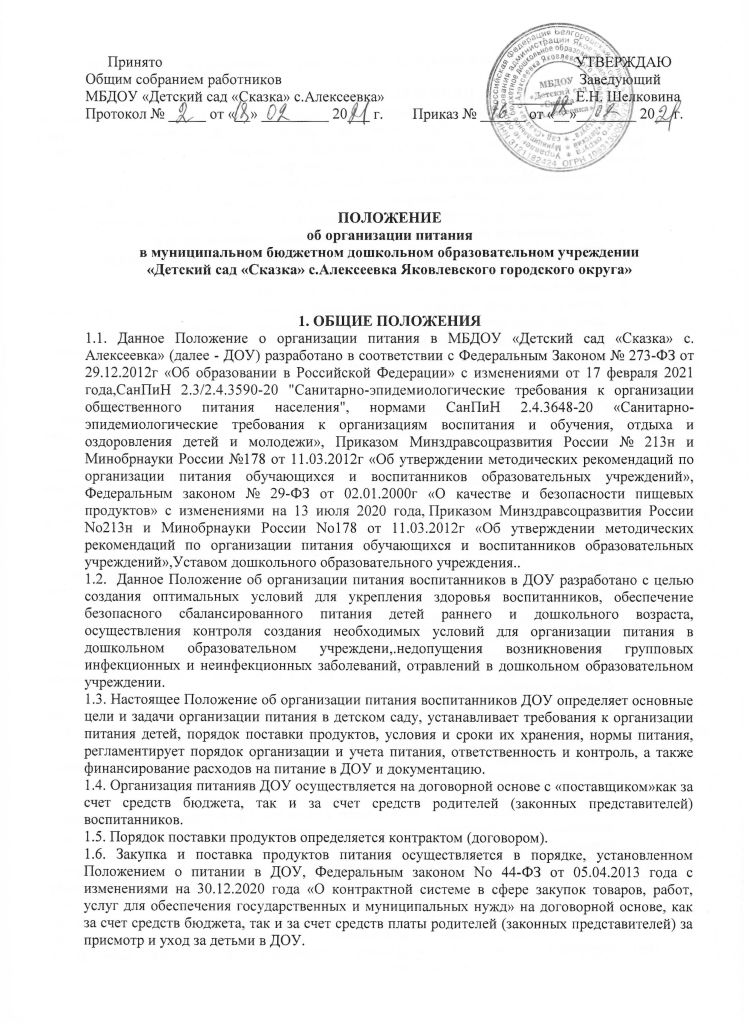 Принято УТВЕРЖДАЮ
Общим собранием работников Заведующий
МБДОУ «Детский сад «Сказка» с.Алексеевка» Е.Н. Шелковина
Протокол № 2 от «18» 02 2021 г. Приказ № 16 от «18» 02 2021г.
ПОЛОЖЕНИЕ
об организации питания
в муниципальном бюджетном дошкольном образовательном учреждении
«Детский сад «Сказка» с.Алексеевка Яковлевского городского округа»
1. ОБЩИЕ ПОЛОЖЕНИЯ
1.1. Данное Положение о организации питания в МБДОУ «Детский сад «Сказка» с.
Алексеевка» (далее - ДОУ) разработано в соответствии с Федеральным Законом № 273-ФЗ от
29.12.2012г «Об образовании в Российской Федерации» с изменениями от 17 февраля 2021
года,СанПиН 2.3/2.4.3590-20 "Санитарно-эпидемиологические требования к организации
общественного питания населения", нормами СанПиН 2.4.3648-20 «Санитарно-
эпидемиологические требования к организациям воспитания и обучения, отдыха и
оздоровления детей и молодежи», Приказом Минздравсоцразвития России № 213н и
Минобрнауки России №178 от 11.03.2012г «Об утверждении методических рекомендаций по
организации питания обучающихся и воспитанников образовательных учреждений»,
Федеральным законом № 29-ФЗ от 02.01.2000г «О качестве и безопасности пищевых
продуктов» с изменениями на 13 июля 2020 года, Приказом Минздравсоцразвития России
No213н и Минобрнауки России No178 от 11.03.2012г «Об утверждении методических
рекомендаций по организации питания обучающихся и воспитанников образовательных
учреждений»,Уставом дошкольного образовательного учреждения..
1.2. Данное Положение об организации питания воспитанников в ДОУ разработано с целью
создания оптимальных условий для укрепления здоровья воспитанников, обеспечение
безопасного сбалансированного питания детей раннего и дошкольного возраста,
осуществления контроля создания необходимых условий для организации питания в
дошкольном образовательном учреждени,.недопущения возникновения групповых
инфекционных и неинфекционных заболеваний, отравлений в дошкольном образовательном
учреждении.
1.3. Настоящее Положение об организации питания воспитанников ДОУ определяет основные
цели и задачи организации питания в детском саду, устанавливает требования к организации
питания детей, порядок поставки продуктов, условия и сроки их хранения, нормы питания,
регламентирует порядок организации и учета питания, ответственность и контроль, а также
финансирование расходов на питание в ДОУ и документацию.
1.4. Организация питанияв ДОУ осуществляется на договорной основе с «поставщиком»как за
счет средств бюджета, так и за счет средств родителей (законных представителей)
воспитанников.
1.5. Порядок поставки продуктов определяется контрактом (договором).
1.6. Закупка и поставка продуктов питания осуществляется в порядке, установленном
Положением о питании в ДОУ, Федеральным законом No 44-ФЗ от 05.04.2013 года с
изменениями на 30.12.2020 года «О контрактной системе в сфере закупок товаров, работ,
услуг для обеспечения государственных и муниципальных нужд» на договорной основе, как
за счет средств бюджета, так и за счет средств платы родителей (законных представителей) за
присмотр и уход за детьми в ДОУ.